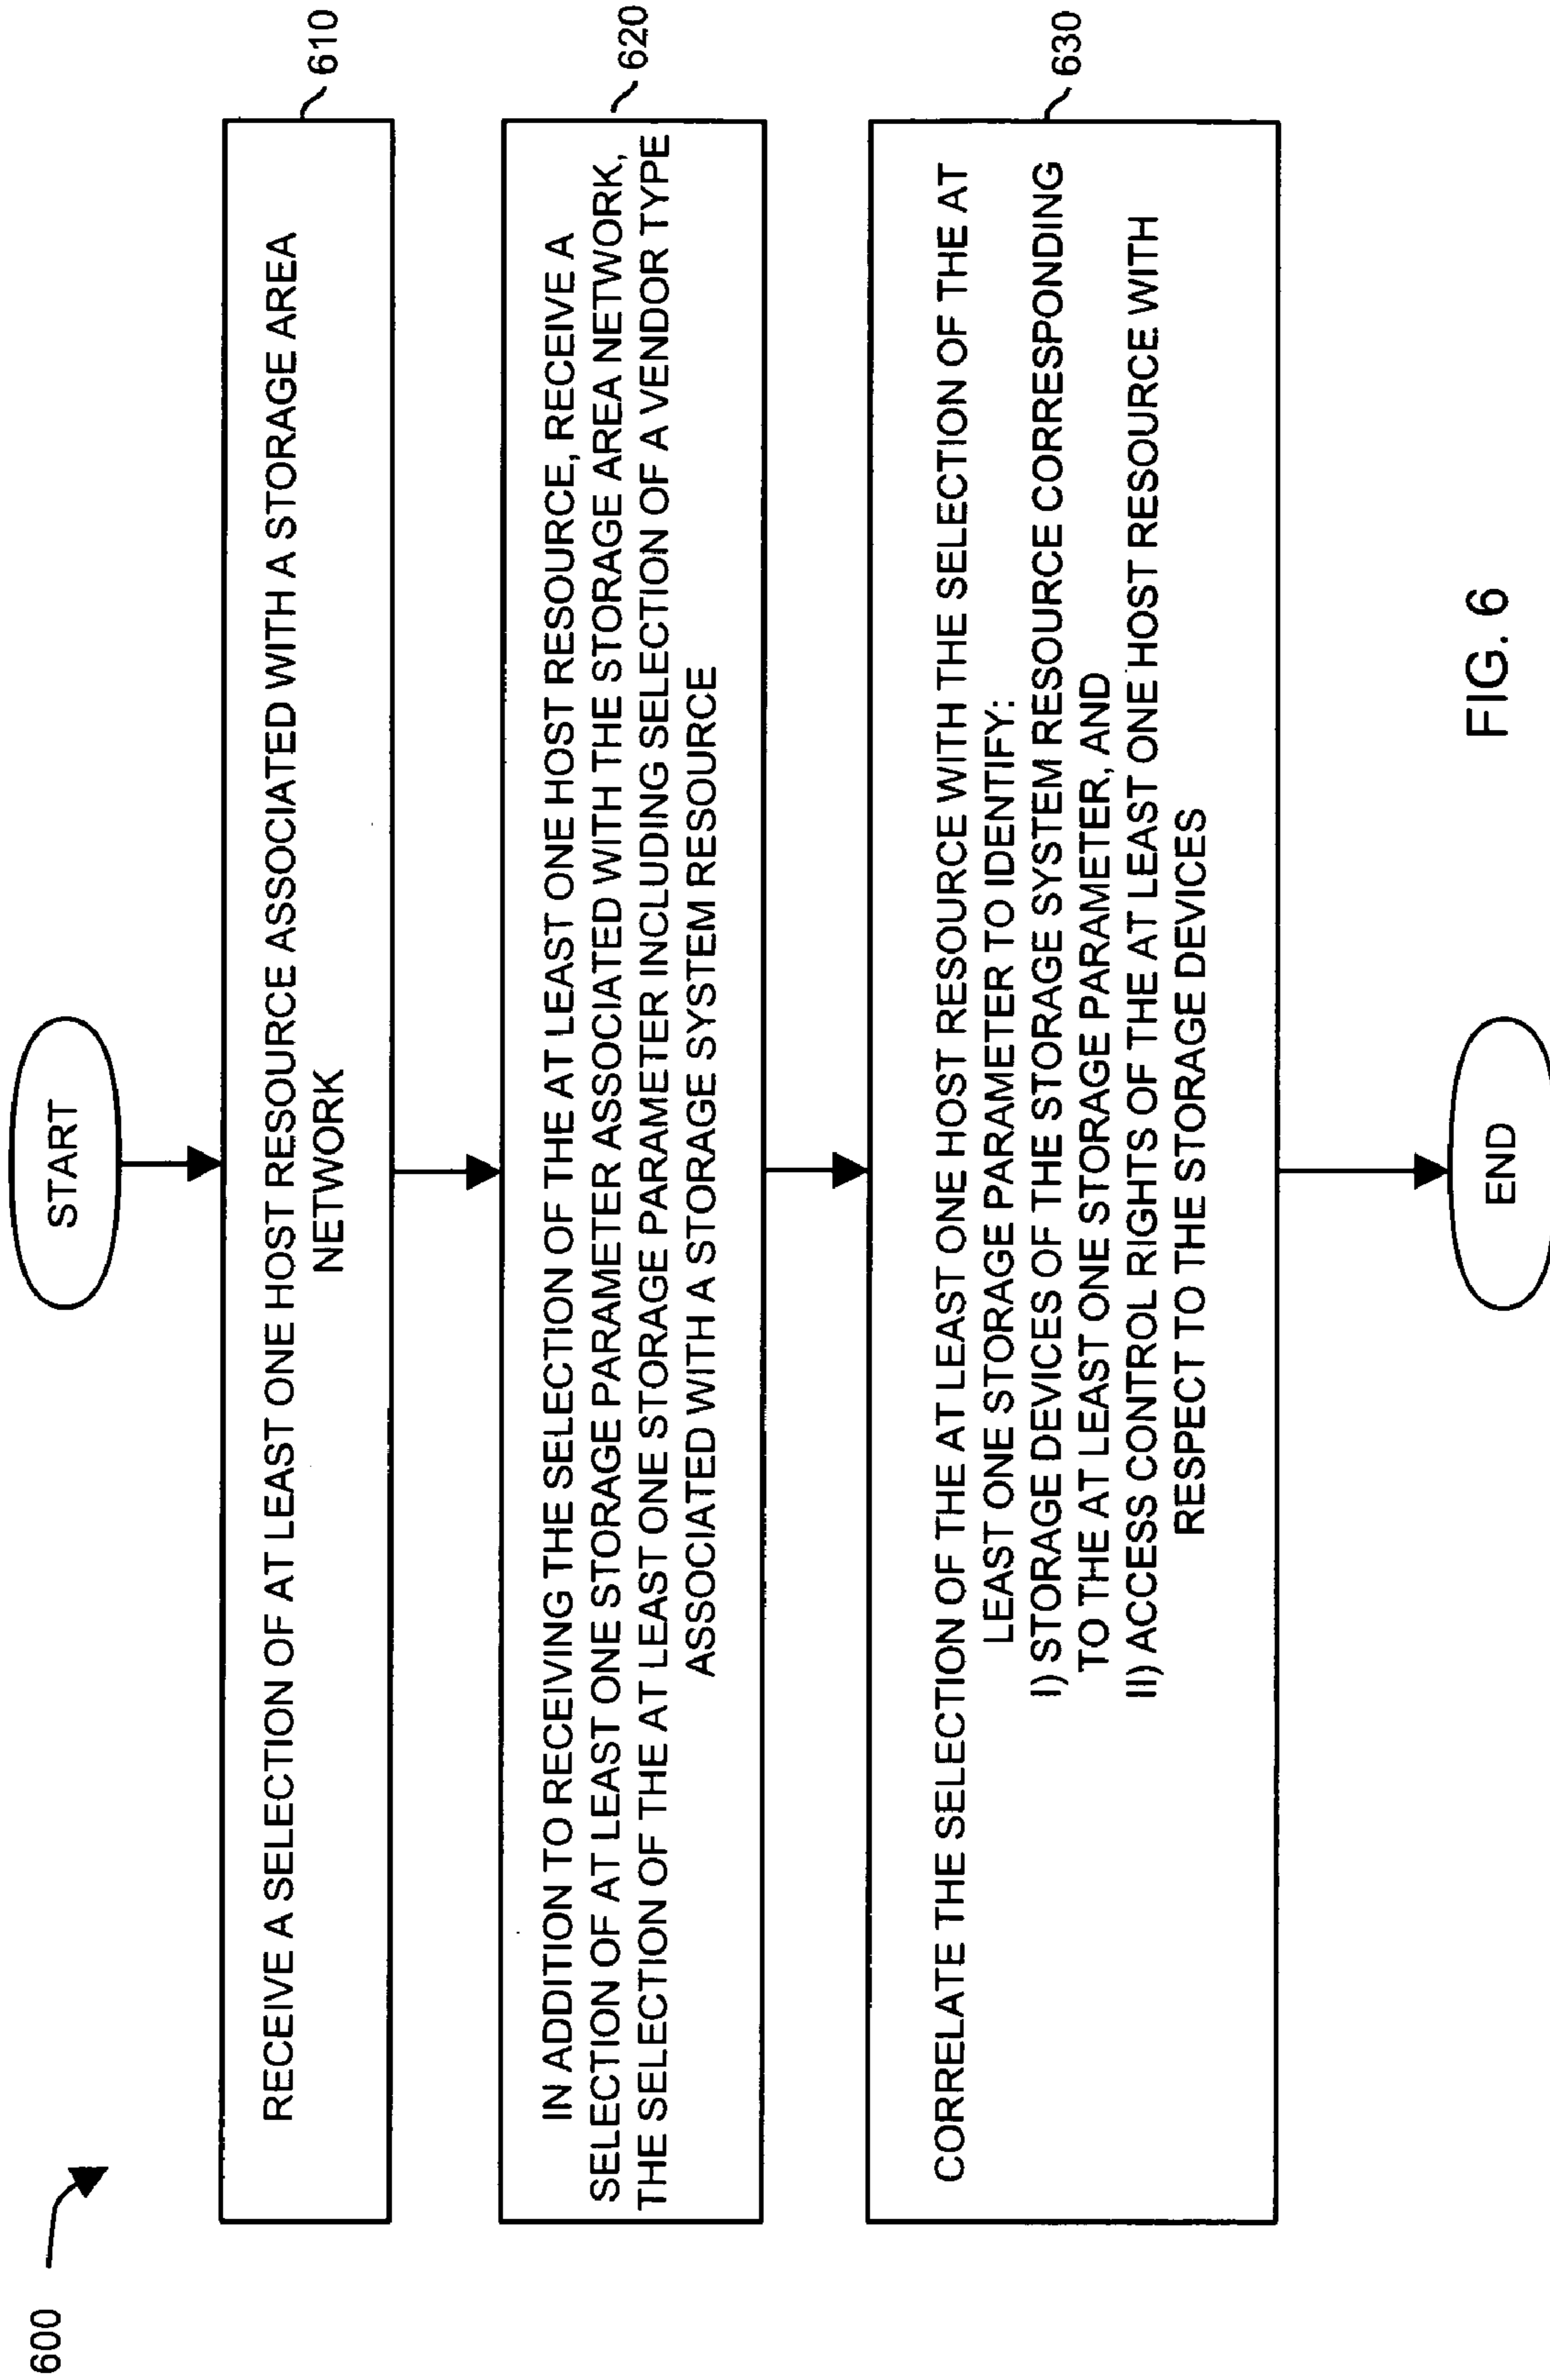 600
START
RECEIVE A SELECTION OF AT LEAST ONE HOST RESOURCE ASSOCIATED WITH A STORAGE AREA
NETWORK
610
IN ADDITION TO RECEIVING THE SELECTION OF THE AT LEAST ONE HOST RESOURCE, RECEIVE A
SELECTION OF AT LEAST ONE STORAGE PARAMETER ASSOCIATED WITH THE STORAGE AREA NETWORK,
THE SELECTION OF THE AT LEAST ONE STORAGE PARAMETER INCLUDING SELECTION OF A VENDOR TYPE
ASSOCIATED WITH A STORAGE SYSTEM RESOURCE
620
CORRELATE THE SELECTION OF THE AT LEAST ONE HOST RESOURCE WITH THE SELECTION OF THE AT
LEAST ONE STORAGE PARAMETER TO IDENTIFY:
I) STORAGE DEVICES OF THE STORAGE SYSTEM RESOURCE CORRESPONDING
TO THE AT LEAST ONE STORAGE PARAMETER, AND
II) ACCESS CONTROL RIGHTS OF THE AT LEAST ONE HOST RESOURCE WITH
RESPECT TO THE STORAGE DEVICES
630
END
FIG. 6